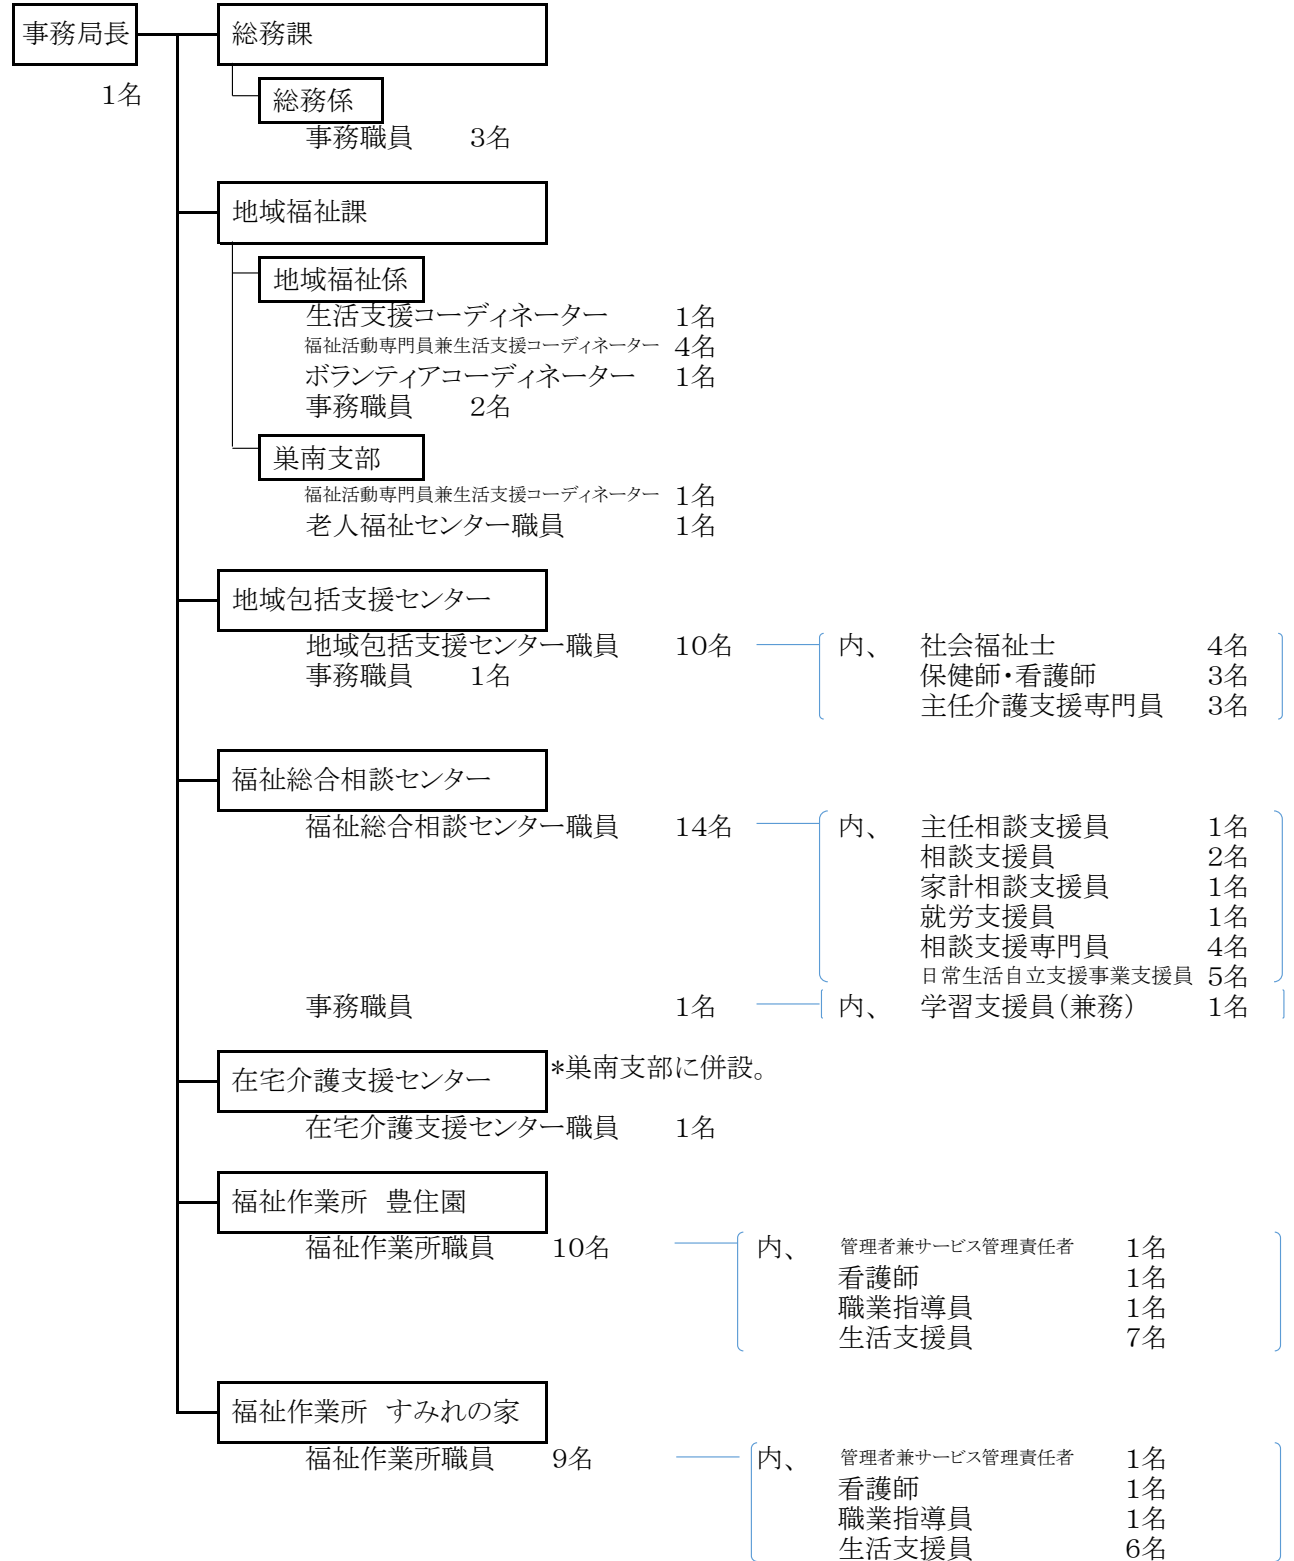 事務局長 総務課
1名
総務係
事務職員 3名
地域福祉課
地域福祉係
生活支援コーディネーター 1名
福祉活動専門員兼生活支援コーディネーター 4名
ボランティアコーディネーター 1名
事務職員 2名
巣南支部
福祉活動専門員兼生活支援コーディネーター 1名
老人福祉センター職員 1名
地域包括支援センター
地域包括支援センター職員 10名 内、 社会福祉士 4名
事務職員 1名 保健師・看護師 3名
主任介護支援専門員 3名
福祉総合相談センター
福祉総合相談センター職員 14名 内、 主任相談支援員 1名
相談支援員 2名
家計相談支援員 1名
就労支援員 1名
相談支援専門員 4名
日常生活自立支援事業支援員 5名
事務職員 1名 内、 学習支援員(兼務) 1名
在宅介護支援センター *巣南支部に併設。
在宅介護支援センター職員 1名
福祉作業所 豊住園
福祉作業所職員 10名 内、 管理者兼サービス管理責任者 1名
看護師 1名
職業指導員 1名
生活支援員 7名
福祉作業所 すみれの家
福祉作業所職員 9名 内、 管理者兼サービス管理責任者 1名
看護師 1名
職業指導員 1名
生活支援員 6名